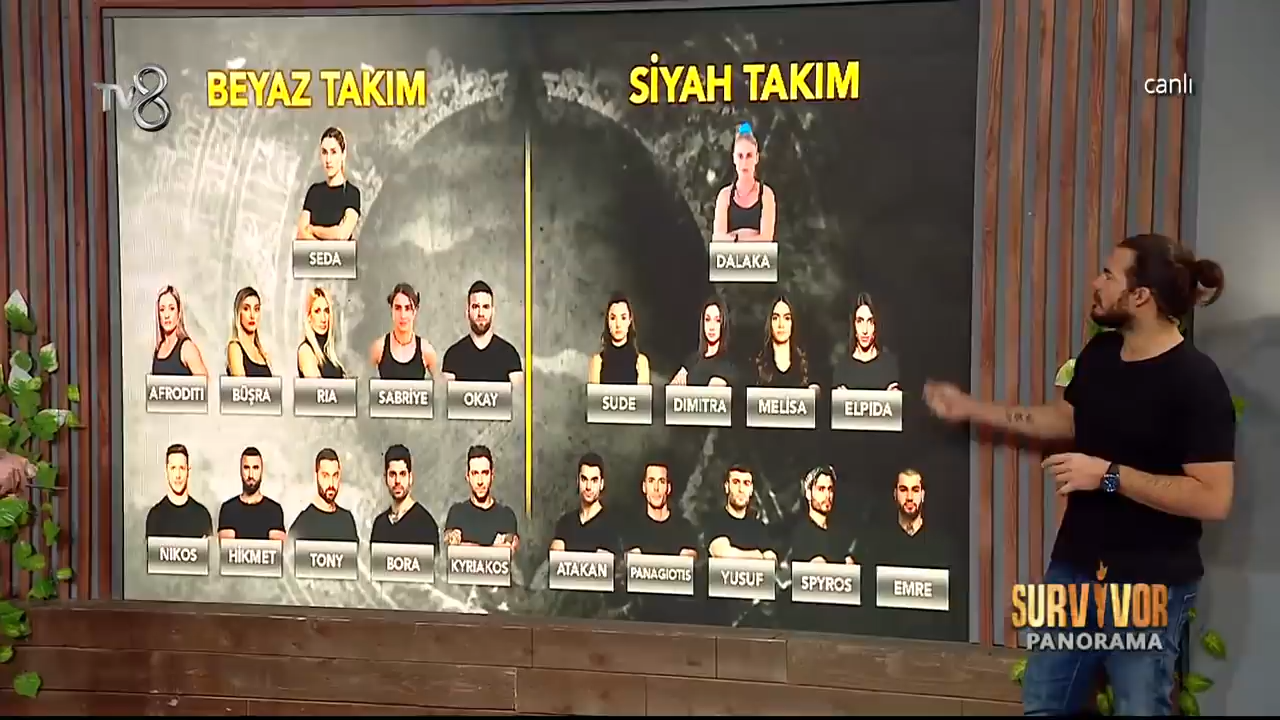 TV8
BEYAZ TAKIM
SİYAH TAKIM
canlı
SEDA
DALAKA
AFRODITI
BÜŞRA
RIA
SABRİYE
OKAY
SUDE
DIMITRA
MELİSA
ELPIDA
NIKOS
HİKMET
TONY
BORA
KYRIAKOS
ATAKAN
PANAGIOTIS
YUSUF
SPYROS
EMRE
SURVIVOR
PANORAMA